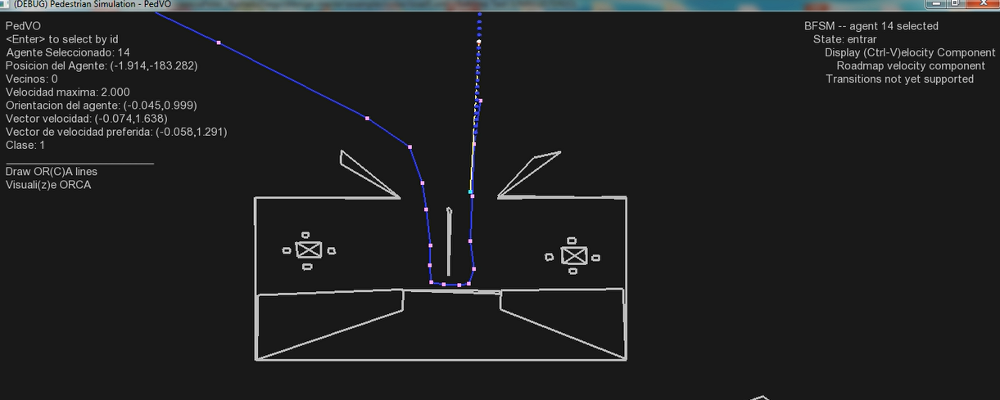 (DEBUG) Pedestrian Simulation - PedVO
PedVO
<Enter> to select by id
Agente Seleccionado: 14
Posicion del Agente: (-1.914,-183.282)
Vecinos: 0
Velocidad maxima: 2.000
Orientacion del agente: (-0.045,0.999)
Vector velocidad: (-0.074,1.638)
Vector de velocidad preferida: (-0.058,1.291)
Clase: 1
Draw OR(C)A lines
Visuali(z)e ORCA
BFSM -- agent 14 selected
State: entrar
Display (Ctrl-V)elocity Component
Roadmap velocity component
Transitions not yet supported